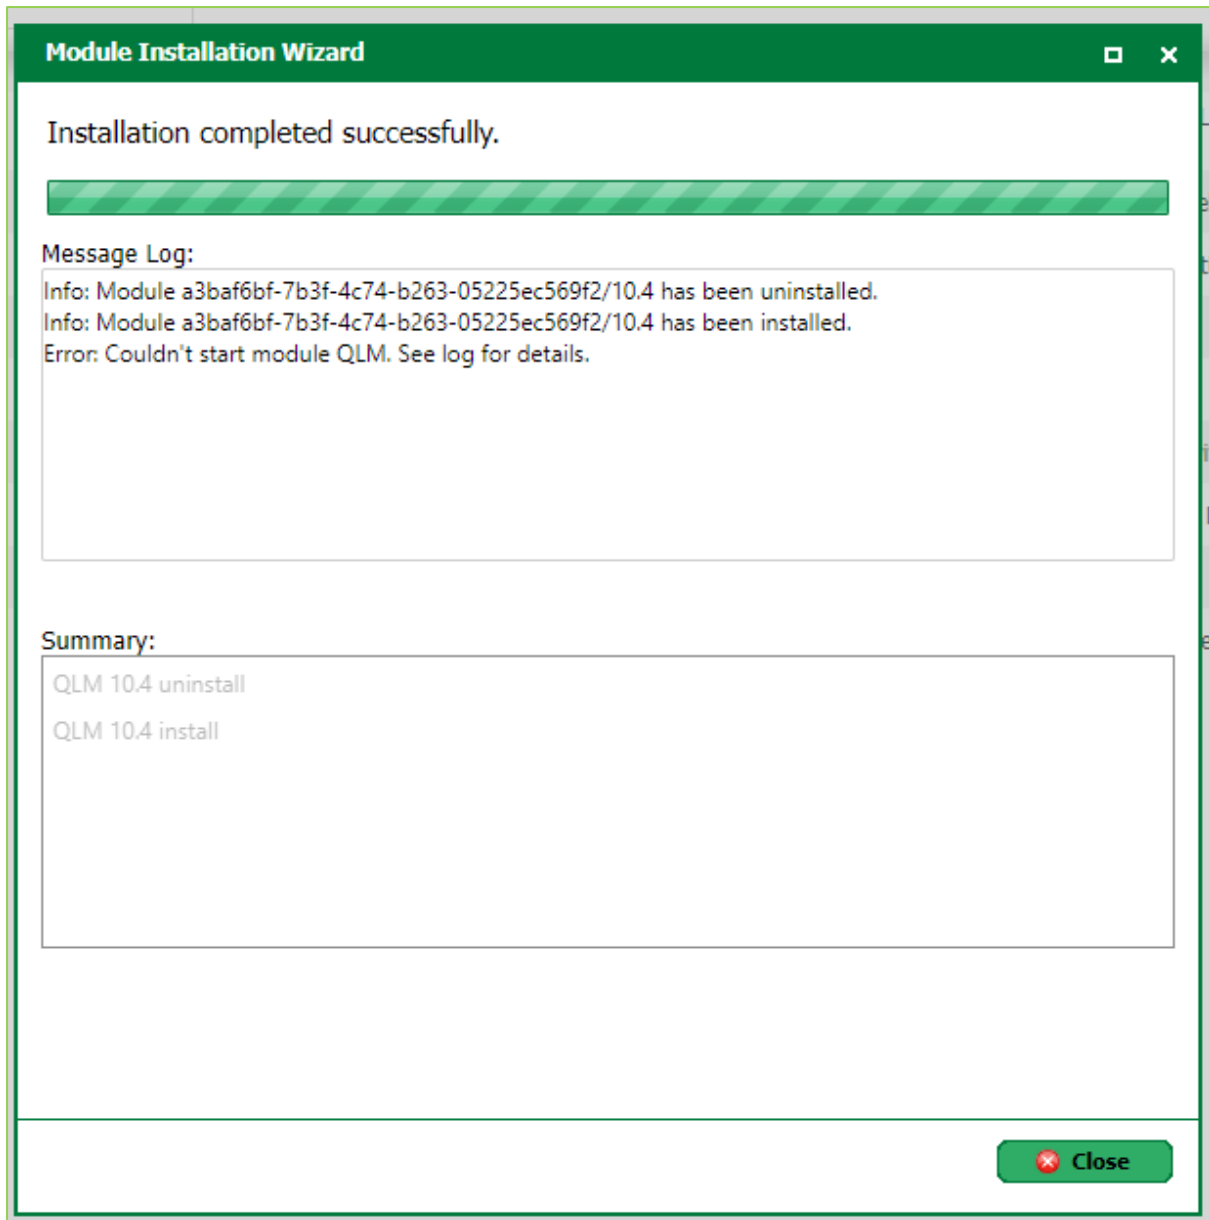 Module Installation Wizard
Installation completed successfully.
Message Log:
Info: Module a3baf6bf-7b3f-4c74-b263-05225ec569f2/10.4 has been uninstalled.
Info: Module a3baf6bf-7b3f-4c74-b263-05225ec569f2/10.4 has been installed.
Error: Couldn't start module QLM. See log for details.
Summary:
QLM 10.4 uninstall
QLM 10.4 install
Close